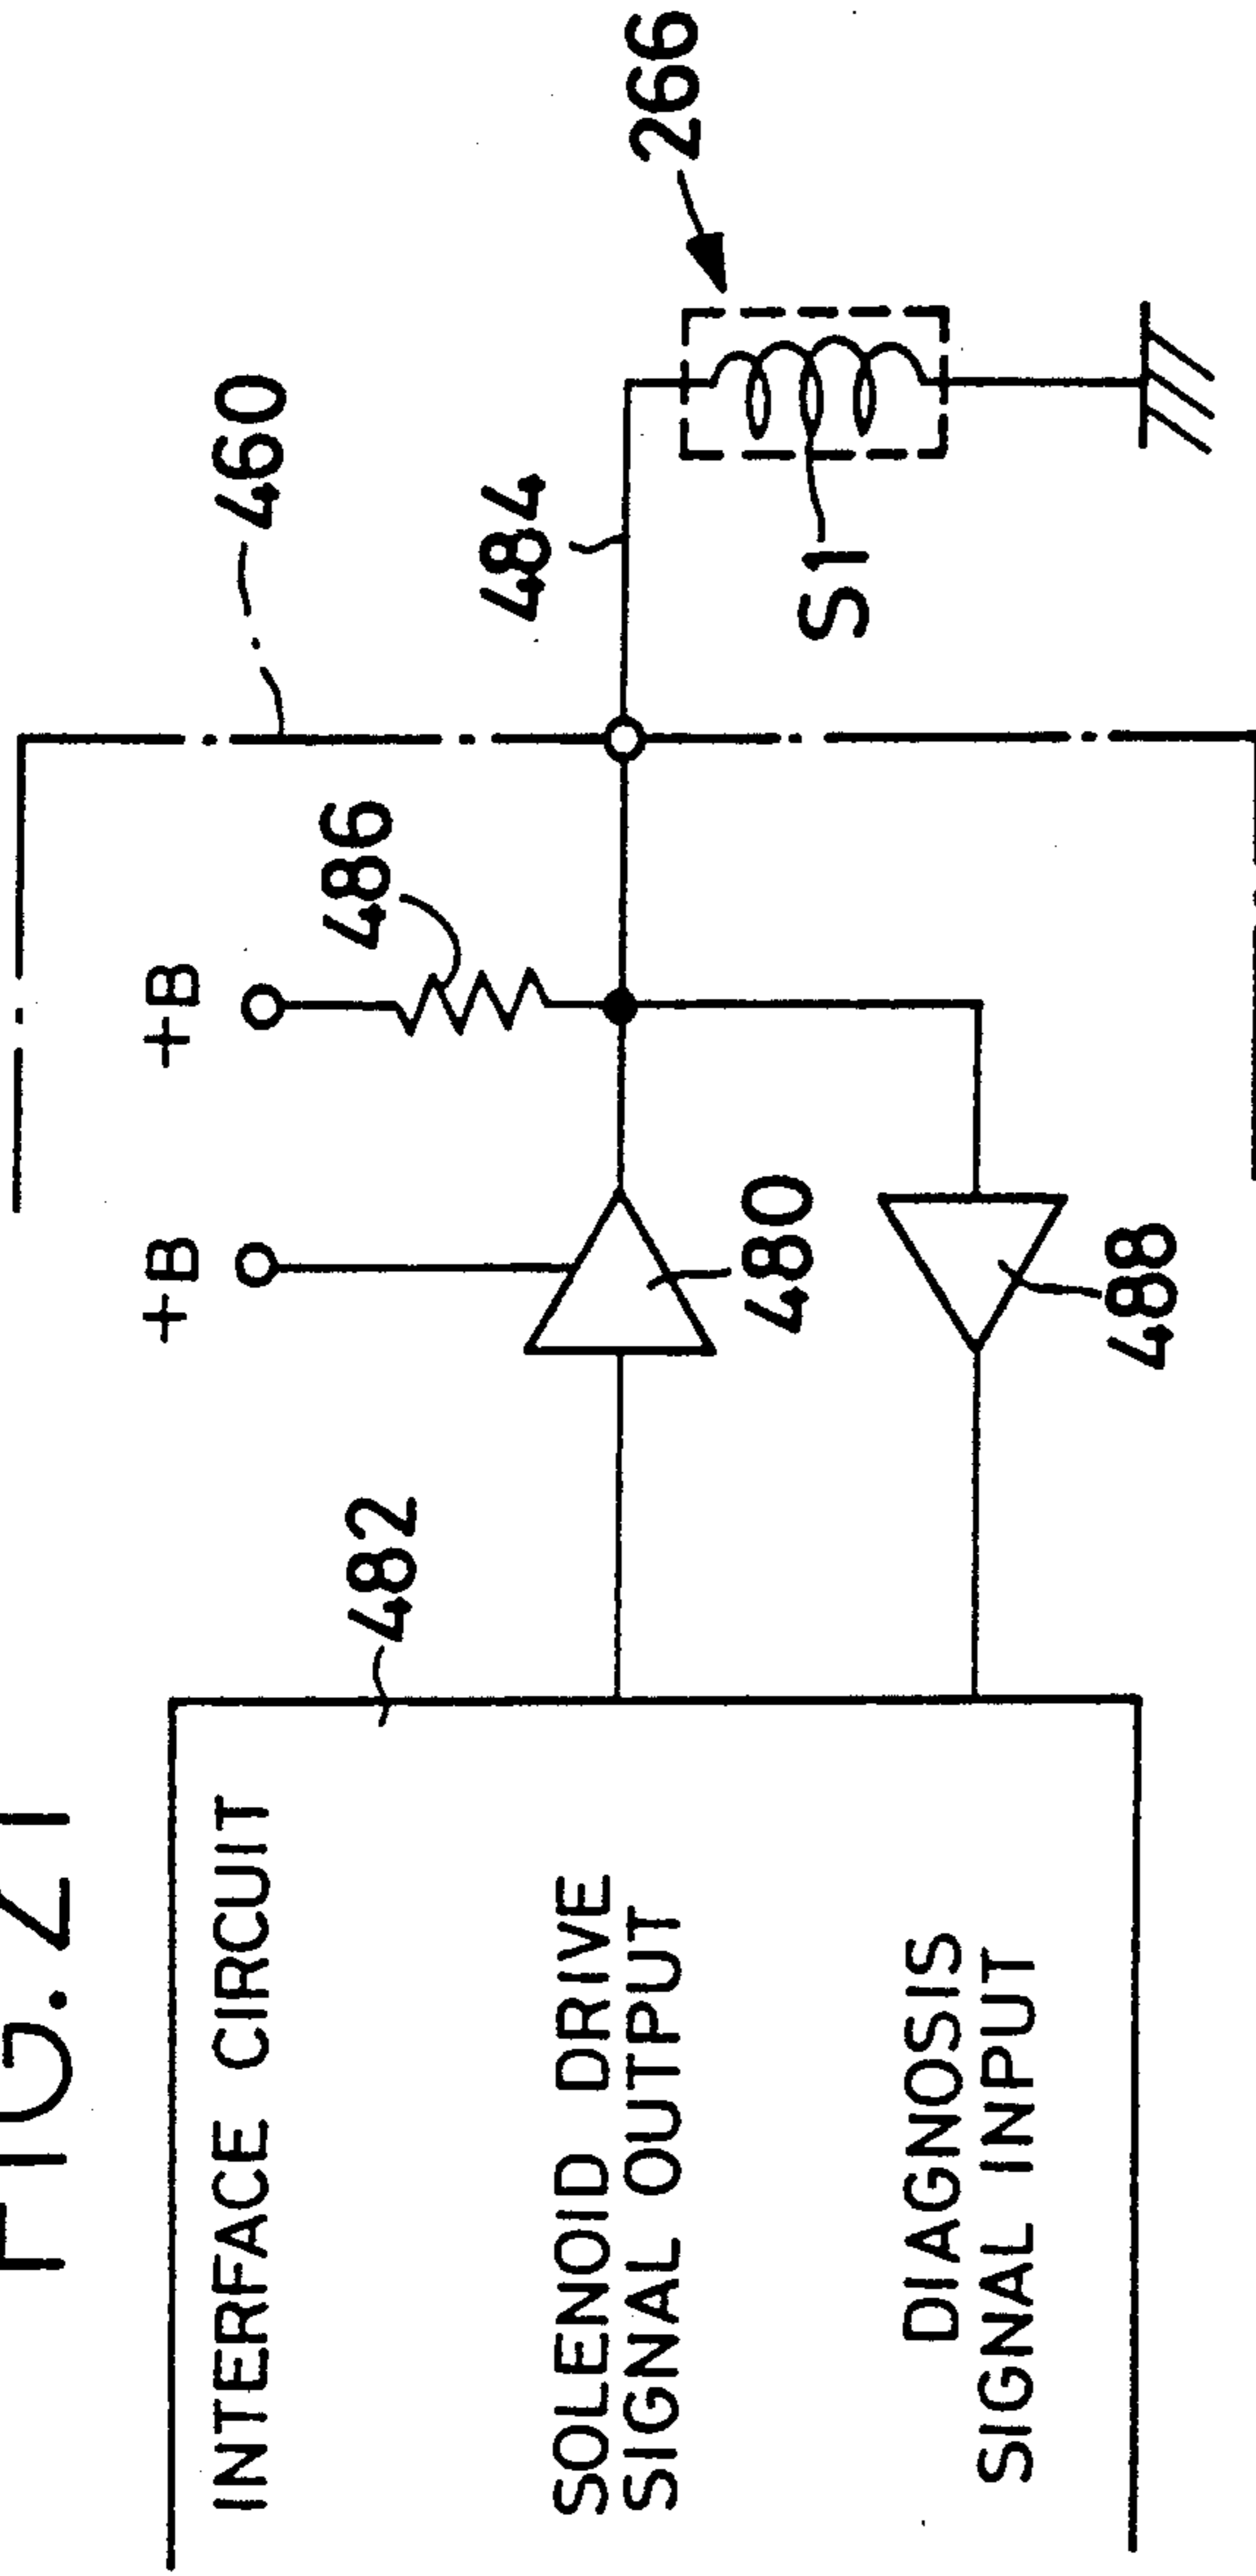 FIG. 21
INTERFACE CIRCUIT
482
SOLENOID DRIVE
SIGNAL OUTPUT
DIAGNOSIS
SIGNAL INPUT
+B
+B
486
480
488
460
484
S1
266